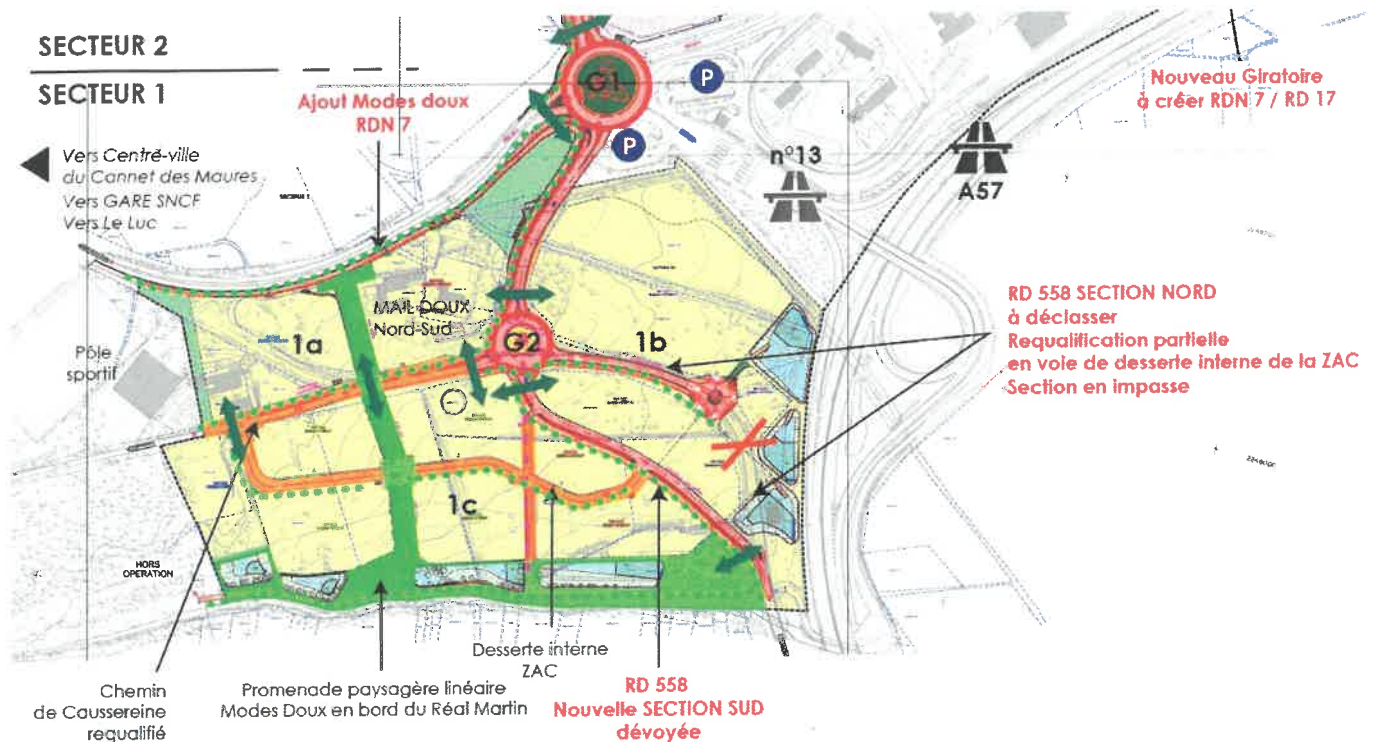 SECTEUR 2
SECTEUR 1
Ajout Modes doux
RDN 7
G1
P
P
Nouveau Giratoire
à créer RDN 7 / RD 17
Vers Centre-ville
du Cannet des Maures
Vers GARE SNCF
Vers Le Luc
n°13
A57
MAIL DOUX
Nord-Sud
1a
G2
1b
Pôle
sportif
RD 558 SECTION NORD
à déclasser
Requalification partielle
en voie de desserte interne de la ZAC
Section en impasse
1c
HORS
OPERATION
Desserte interne
ZAC
Chemin
de Caussereine
requalifié
Promenade paysagère linéaire
Modes Doux en bord du Réal Martin
RD 558
Nouvelle SECTION SUD
dévoyée